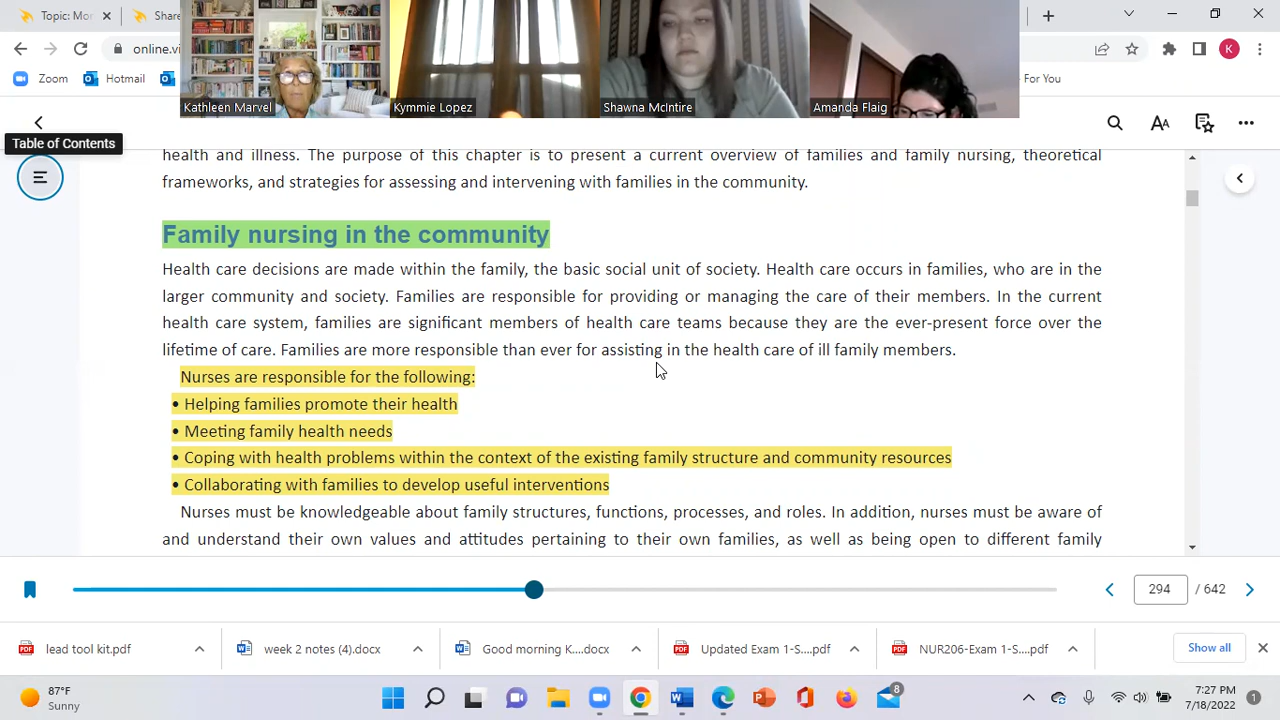 Topic: Mo
Share
online.vi
K
Zoom
Hotmail
For You
Kathleen Marvel
Kymmie Lopez
Shawna McIntire
Amanda Flaig
Table of Contents
AA
health and illness. The purpose of this chapter is to present a current overview of families and family nursing, theoretical
frameworks, and strategies for assessing and intervening with families in the community.
Family nursing in the community
Health care decisions are made within the family, the basic social unit of society. Health care occurs in families, who are in the
larger community and society. Families are responsible for providing or managing the care of their members. In the current
health care system, families are significant members of health care teams because they are the ever-present force over the
lifetime of care. Families are more responsible than ever for assisting in the health care of ill family members.
Nurses are responsible for the following:
• Helping families promote their health
• Meeting family health needs
• Coping with health problems within the context of the existing family structure and community resources
• Collaborating with families to develop useful interventions
Nurses must be knowledgeable about family structures, functions, processes, and roles. In addition, nurses must be aware of
and understand their own values and attitudes pertaining to their own families, as well as being open to different family
294 / 642
lead tool kit.pdf
week 2 notes (4).docx
Good morning K....docx
Updated Exam 1-S....pdf
NUR206-Exam 1-S....pdf
Show all
87°F
Sunny
8
7:27 PM
7/18/2022
1